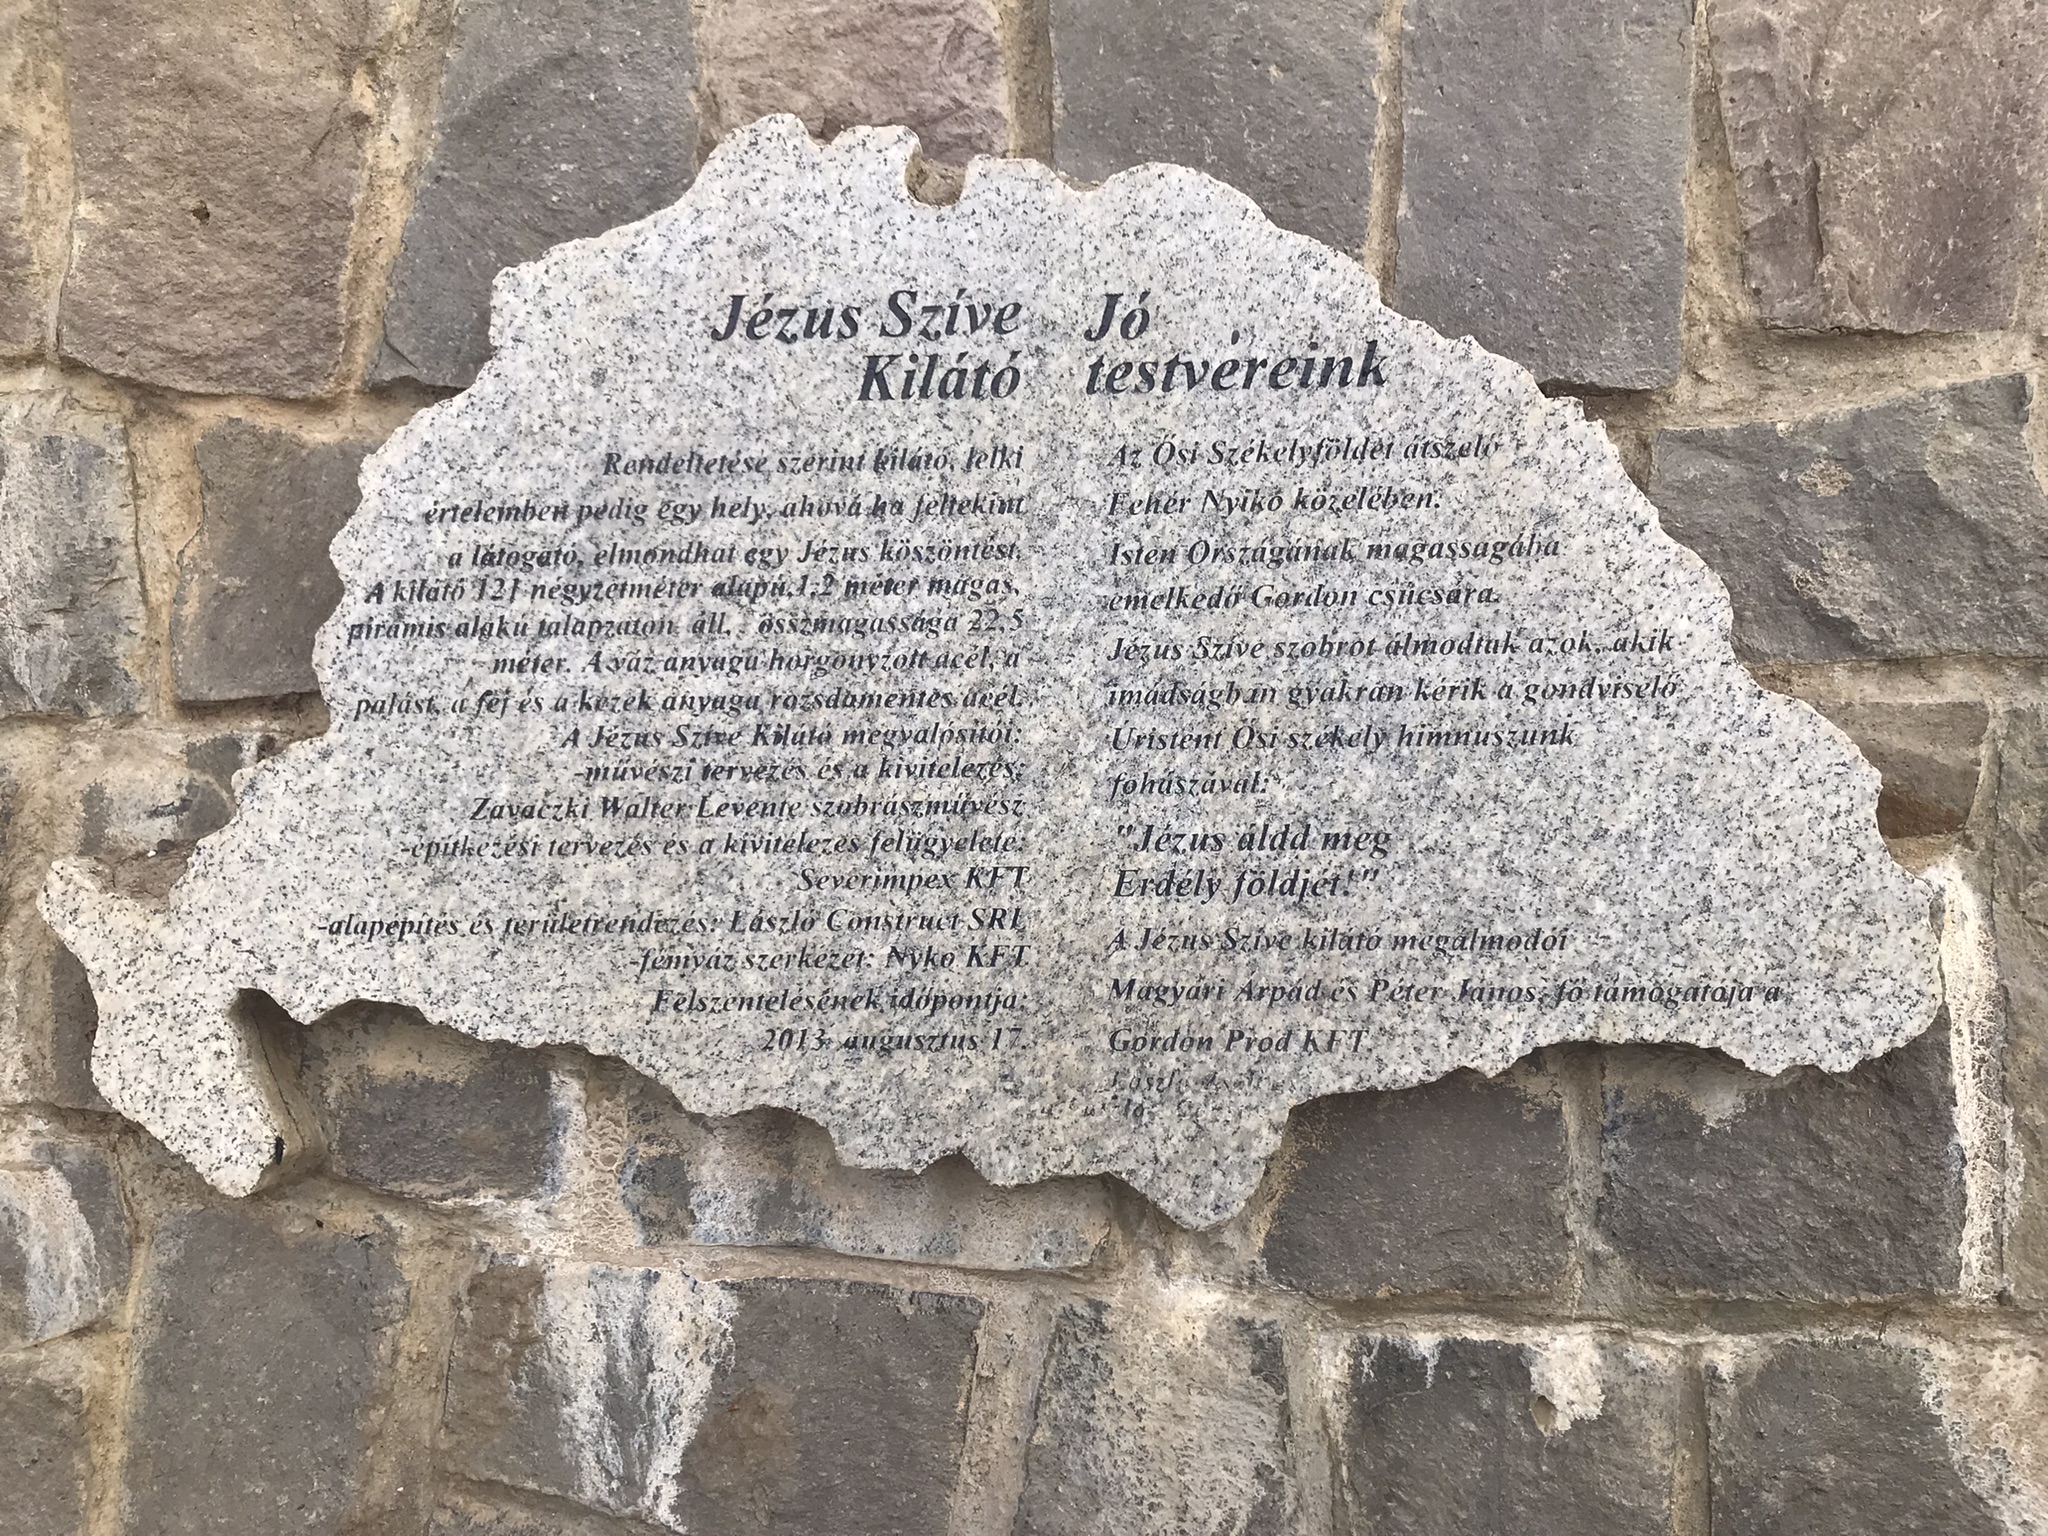 Jézus Szíve
Kilátó
Rendeltetése szerint kilátó, lelki
értelemben pedig egy hely, ahová ha feltekint
a látogató, elmondhat egy Jézus köszöntést.
A kilátó 121 négyzetméter alapú,1,2 méter magas,
piramis alakú talapzaton áll, összmagassága 22,5
méter. A váz anyaga horgonyzott acél, a
palást, a fej és a kezek anyaga rozsdamentes acél.
A Jézus Szíve Kilátó megvalósítói:
-művészi tervezés és a kivitelezés:
Zavaczki Walter Levente szobrászművész
-építkezési tervezés és a kivitelezés felügyelete:
Severimpex KFT
-alapépítés és területrendezés: László Construct SRL
-fémváz szerkezet: Nyko KFT
Felszentelésének időpontja:
2013. augusztus 17.
Jó
testvéreink
Az Ősi Székelyföldet átszelő
Fehér Nyikó közelében.
Isten Országának magasságába
emelkedő Gordon csúcsára.
Jézus Szíve szobrot álmodtak azok, akik
imádságban gyakran kérik a gondviselő
Úristent Ősi székely himnuszunk
fohászával:
"Jézus áldd meg
Erdély földjét!"
A Jézus Szíve kilátó megálmodói
Magyari Árpád és Péter János, fő támogatója a
Gordon Prod KFT.
László